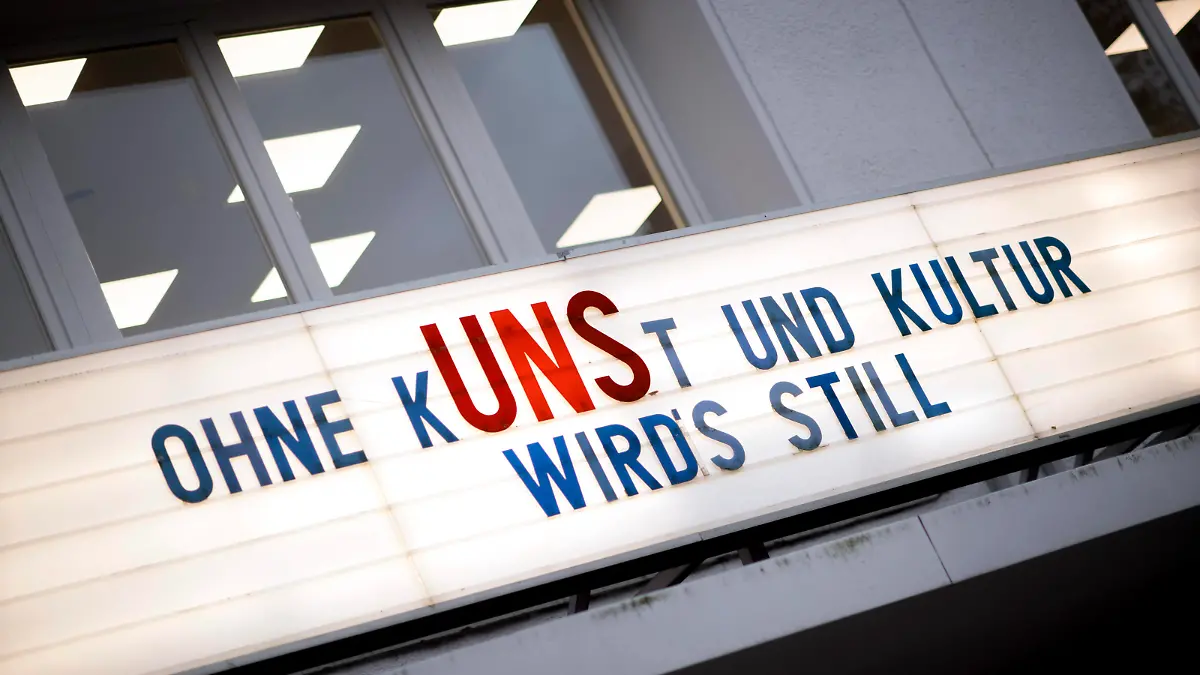 OHNE KUNST UND KULTUR
WIRD'S STILL